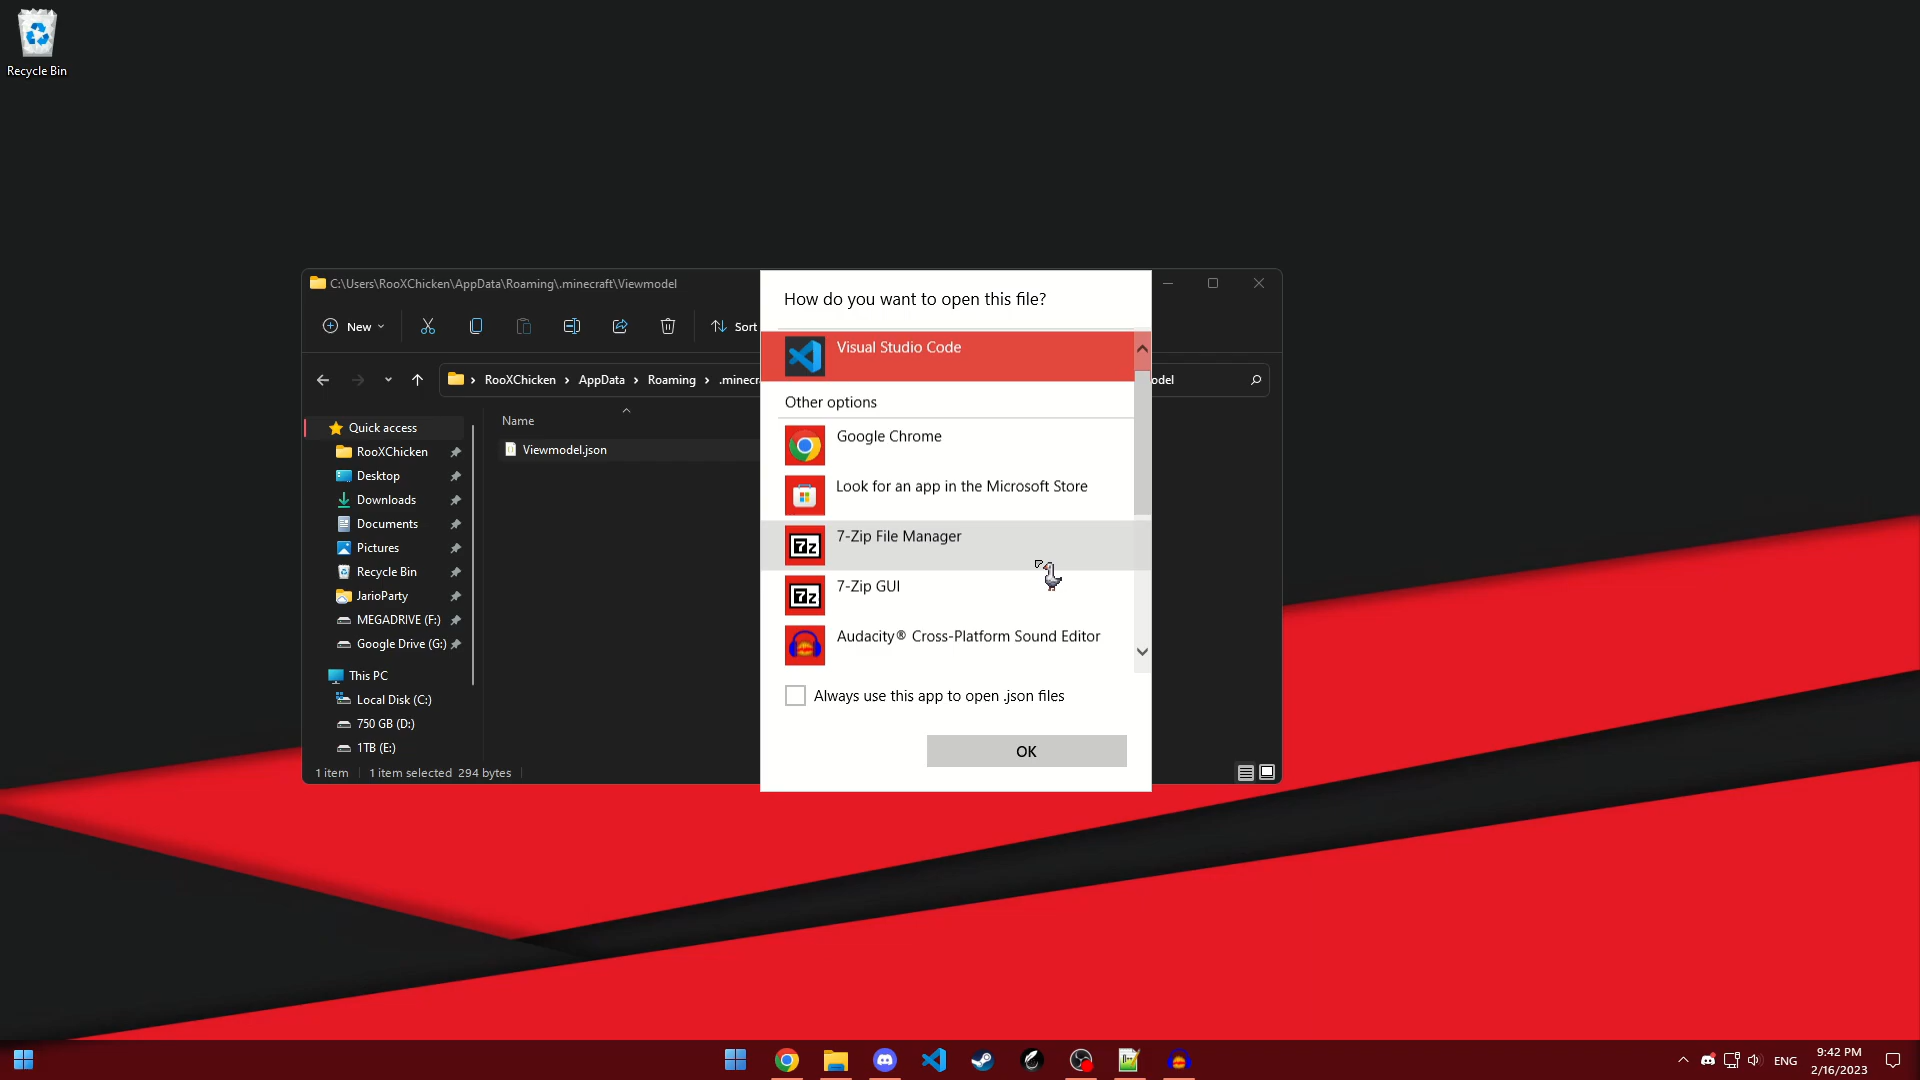 Recycle Bin
C:\Users\RooXChicken\AppData\Roaming\.minecraft\Viewmodel
New
Sort
RooXChicken > AppData > Roaming > .minecra
odel
Quick access
RooXChicken
Desktop
Downloads
Documents
Pictures
Recycle Bin
JarioParty
MEGADRIVE (F:)
Google Drive (G:)
This PC
Local Disk (C:)
750 GB (D:)
1TB (E:)
Name
Viewmodel.json
1 item
1 item selected 294 bytes
How do you want to open this file?
Visual Studio Code
Other options
Google Chrome
Look for an app in the Microsoft Store
7z
7-Zip File Manager
7z
7-Zip GUI
Audacity® Cross-Platform Sound Editor
Always use this app to open .json files
OK
ENG
9:42 PM
2/16/2023